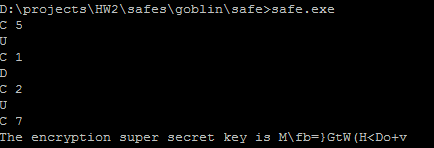 D:\projects\HW2\safes\goblin\safe>safe.exe
C 5
U
C 1
D
C 2
U
C 7
The encryption super secret key is M\fb=}GtW(H<Do+v